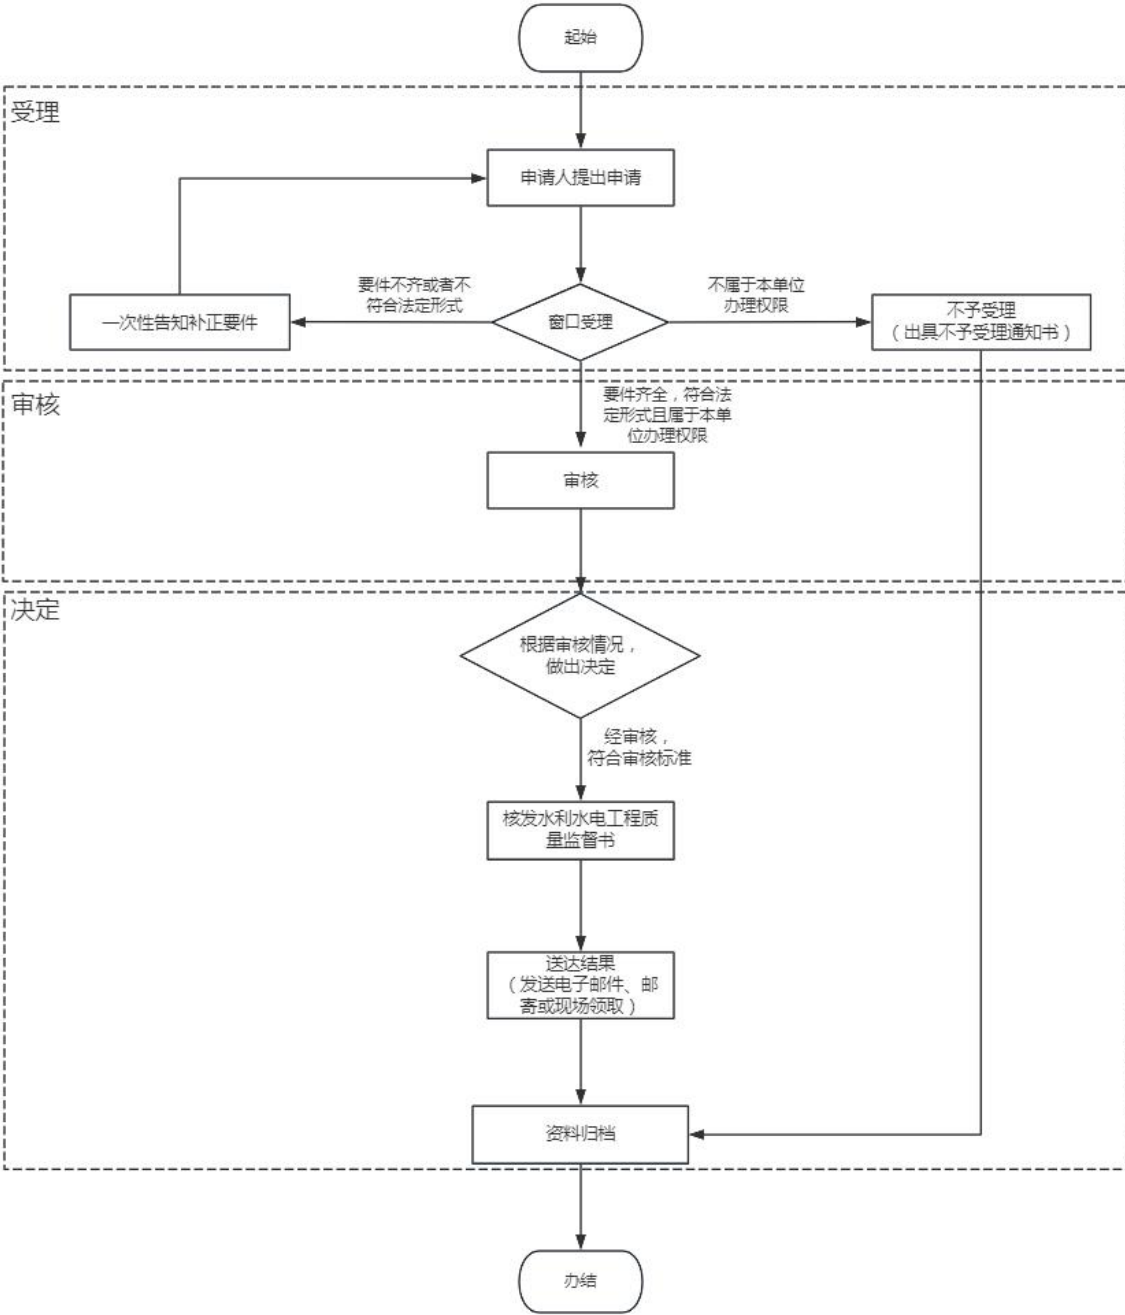 起始
受理
申请人提出申请
要件不齐或者不
符合法定形式
不属于本单位
办理权限
一次性告知补正要件
窗口受理
不予受理
（出具不予受理通知书）
审核
要件齐全，符合法
定形式且属于本单
位办理权限
审核
决定
根据审核情况，
做出决定
经审核，
符合审核标准
核发水利水电工程质
量监督书
送达结果
（发送电子邮件、邮
寄或现场领取）
资料归档
办结